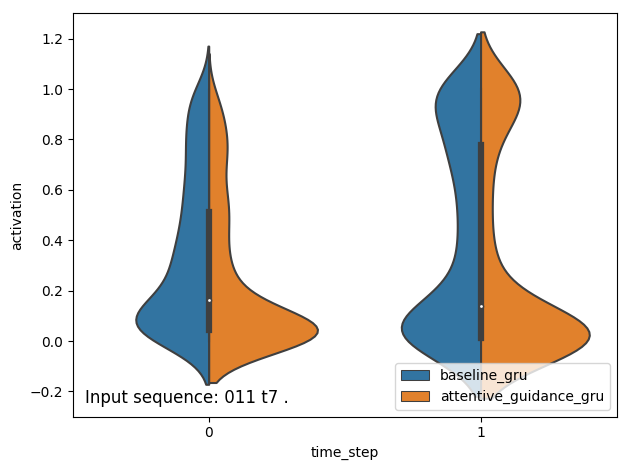 1.2
1.0
0.8
0.6
0.4
0.2
0.0
−0.2
activation
Input sequence: 011 t7 .
baseline_gru
attentive_guidance_gru
0
1
time_step